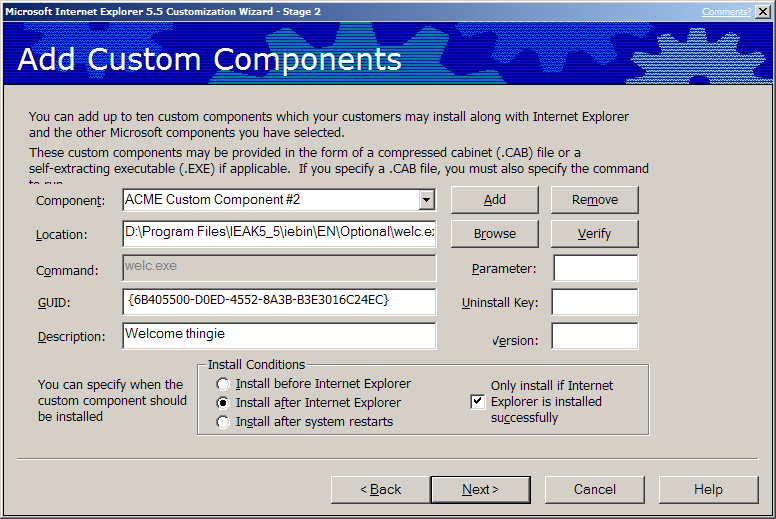 Microsoft Internet Explorer 5.5 Customization Wizard - Stage 2
Comments?
Add Custom Components
You can add up to ten custom components which your customers may install along with Internet Explorer
and the other Microsoft components you have selected.
These custom components may be provided in the form of a compressed cabinet (.CAB) file or a
self-extracting executable (.EXE) if applicable. If you specify a .CAB file, you must also specify the command
Component: ACME Custom Component #2 Add Remove
Location: D:\Program Files\IEAK5_5\iebin\EN\Optional\welc.ex Browse Verify
Command: welc.exe Parameter:
GUID: {6B405500-D0ED-4552-8A3B-B3E3016C24EC} Uninstall Key:
Description: Welcome thingie Version:
Install Conditions
You can specify when the
custom component should
be installed
Install before Internet Explorer
Install after Internet Explorer
Install after system restarts
Only install if Internet
Explorer is installed
successfully
< Back Next > Cancel Help